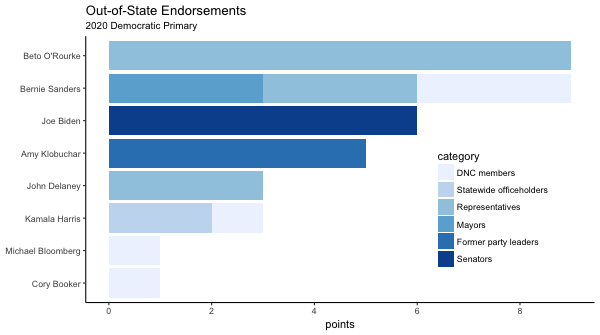 Out-of-State Endorsements
2020 Democratic Primary
Beto O'Rourke
Bernie Sanders
Joe Biden
Amy Klobuchar
John Delaney
Kamala Harris
Michael Bloomberg
Cory Booker
category
DNC members
Statewide officeholders
Representatives
Mayors
Former party leaders
Senators
0 2 4 6 8
points